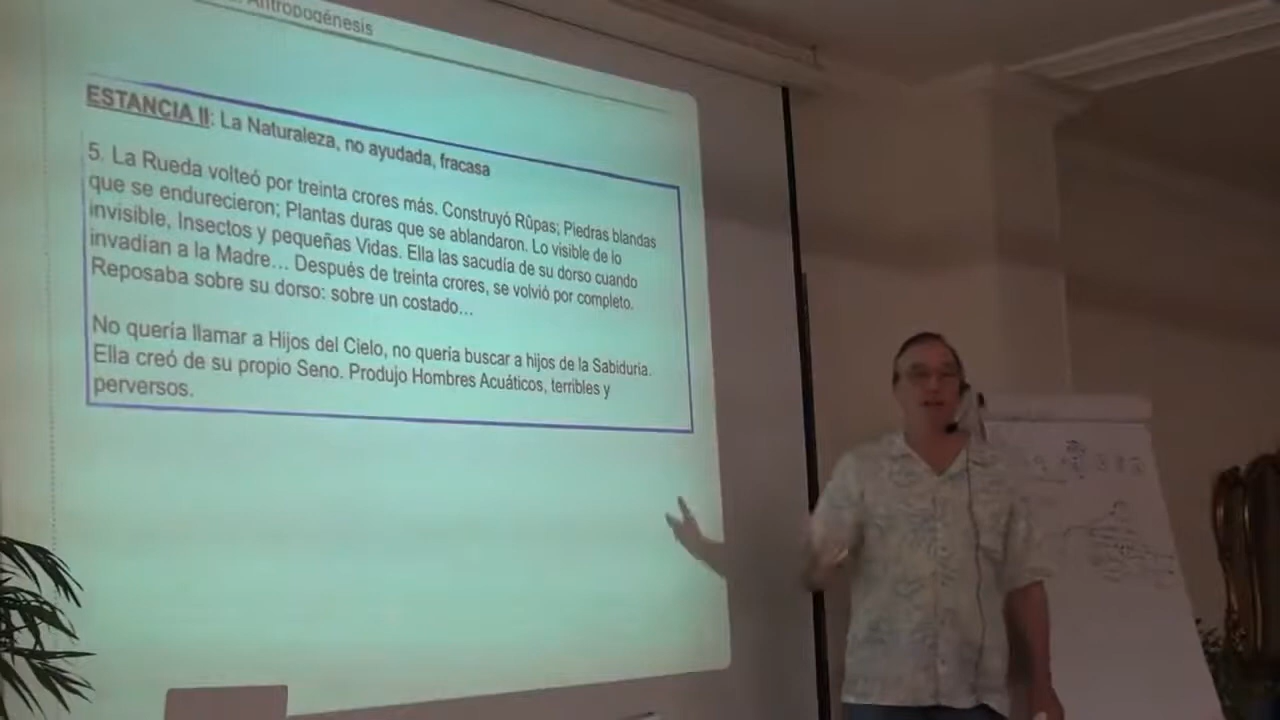 Antropogénesis
ESTANCIA II: La Naturaleza, no ayudada, fracasa
5. La Rueda volteó por treinta crores más. Construyó Rûpas; Piedras blandas
que se endurecieron; Plantas duras que se ablandaron. Lo visible de lo
invisible, Insectos y pequeñas Vidas. Ella las sacudía de su dorso cuando
invadían a la Madre... Después de treinta crores, se volvió por completo.
Reposaba sobre su dorso: sobre un costado...
No quería llamar a Hijos del Cielo, no quería buscar a hijos de la Sabiduría.
Ella creó de su propio Seno. Produjo Hombres Acuáticos, terribles y
perversos.